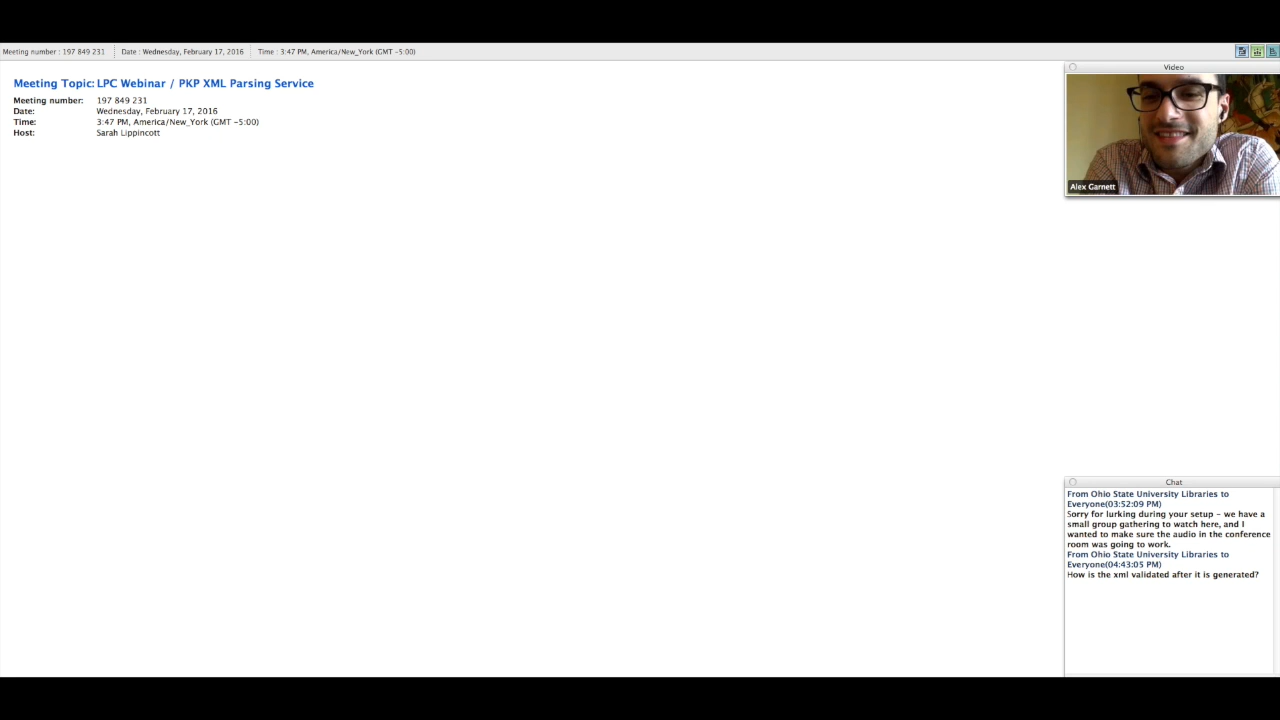 Meeting number : 197 849 231 Date : Wednesday, February 17, 2016 Time : 3:47 PM, America/New_York (GMT -5:00)
Meeting Topic: LPC Webinar / PKP XML Parsing Service
Meeting number: 197 849 231
Date: Wednesday, February 17, 2016
Time: 3:47 PM, America/New_York (GMT -5:00)
Host: Sarah Lippincott
Video
Alex Garnett
Chat
From Ohio State University Libraries to
Everyone(03:52:09 PM)
Sorry for lurking during your setup - we have a
small group gathering to watch here, and I
wanted to make sure the audio in the conference
room was going to work.
From Ohio State University Libraries to
Everyone(04:43:05 PM)
How is the xml validated after it is generated?